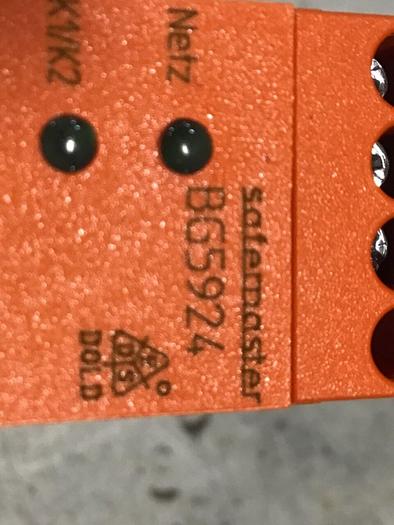 Netz
K1/K2
safemaster
BG5924
DOLD